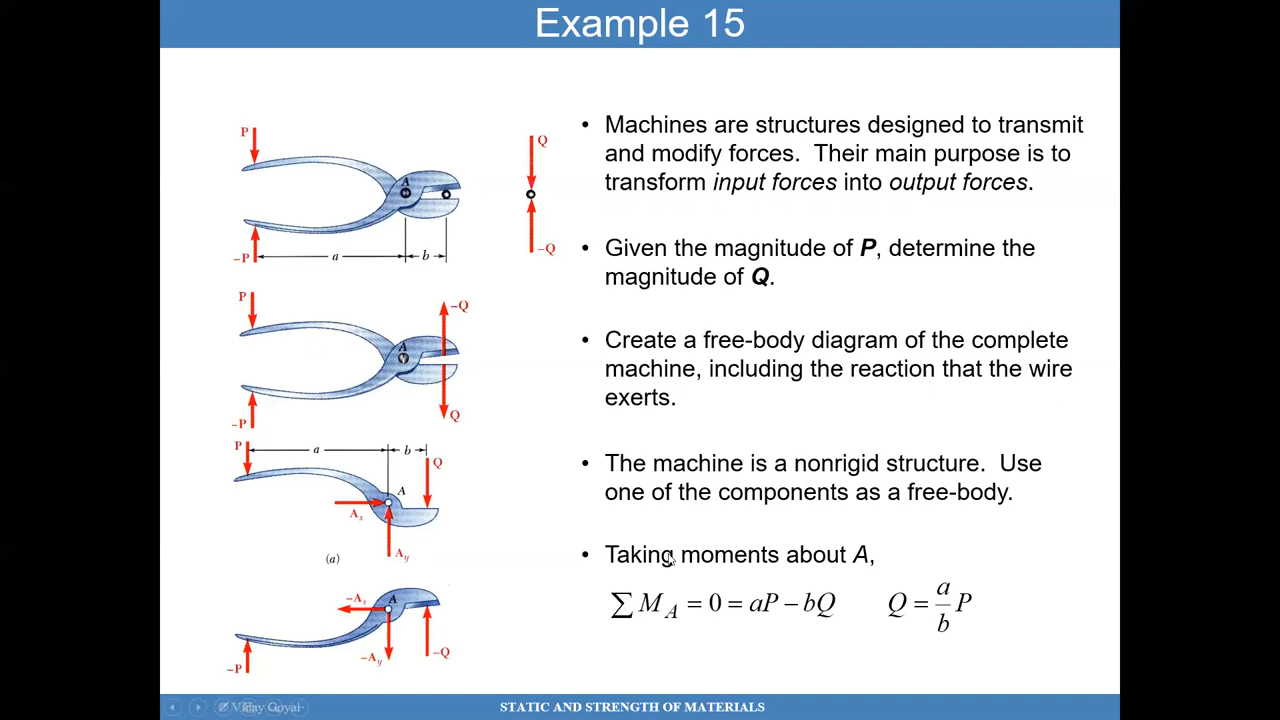 Example 15
P
A
-P
a
b
Q
-Q
P
A
-P
-Q
Q
P
a
b
Q
A
Ax
Ay
(a)
-Ax
A
-Ay
-P
-Q
• Machines are structures designed to transmit
and modify forces. Their main purpose is to
transform input forces into output forces.
• Given the magnitude of P, determine the
magnitude of Q.
• Create a free-body diagram of the complete
machine, including the reaction that the wire
exerts.
• The machine is a nonrigid structure. Use
one of the components as a free-body.
• Taking moments about A,
∑ M_A = 0 = aP − bQ Q = a/b P
Vinay Goyal
STATIC AND STRENGTH OF MATERIALS